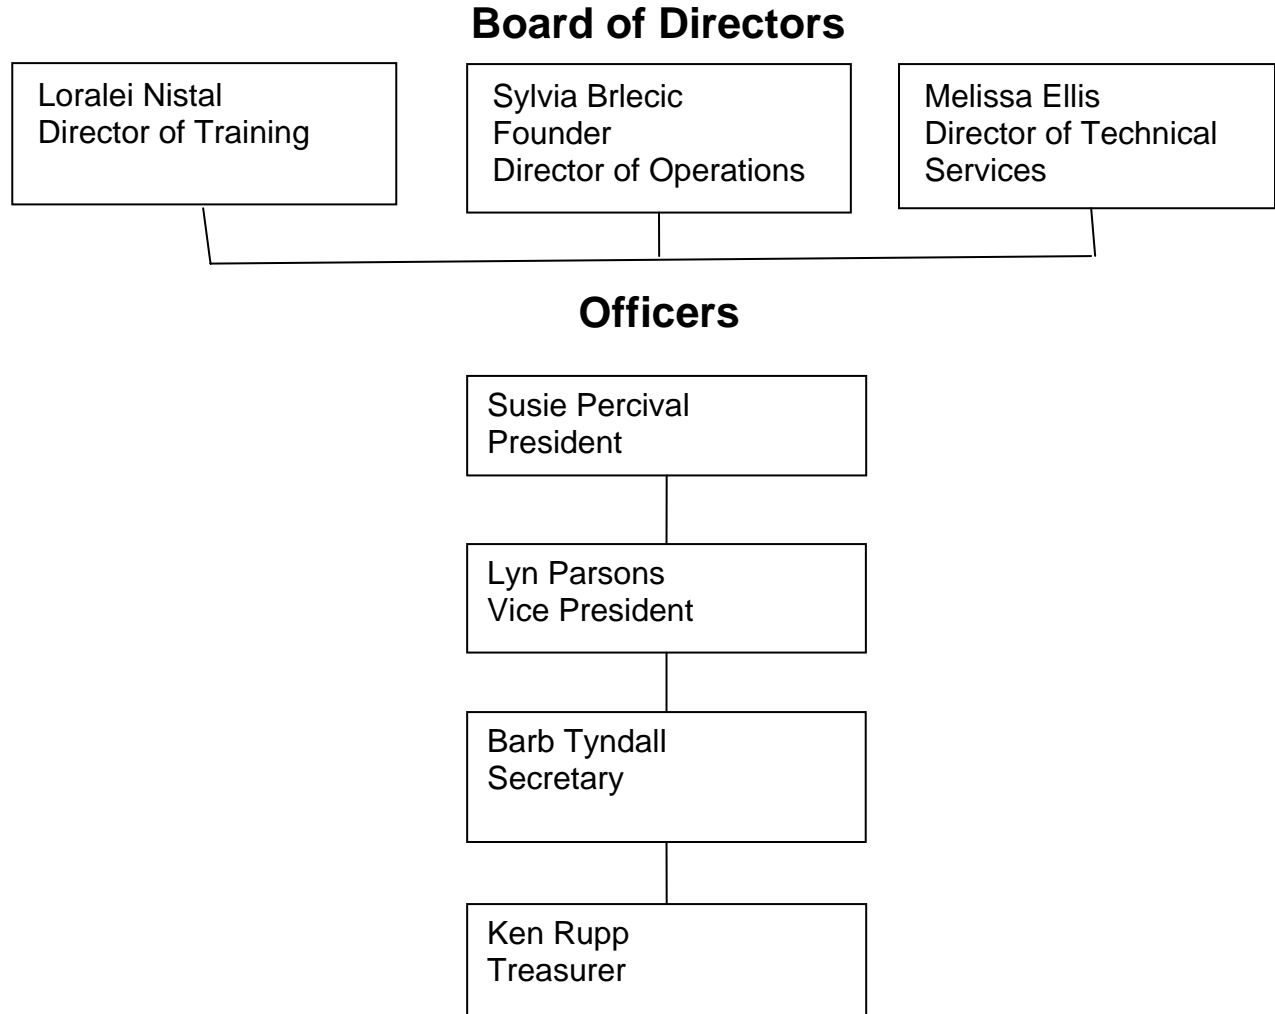 Board of Directors
Loralei Nistal
Director of Training
Sylvia Brlecic
Founder
Director of Operations
Melissa Ellis
Director of Technical
Services
Officers
Susie Percival
President
Lyn Parsons
Vice President
Barb Tyndall
Secretary
Ken Rupp
Treasurer